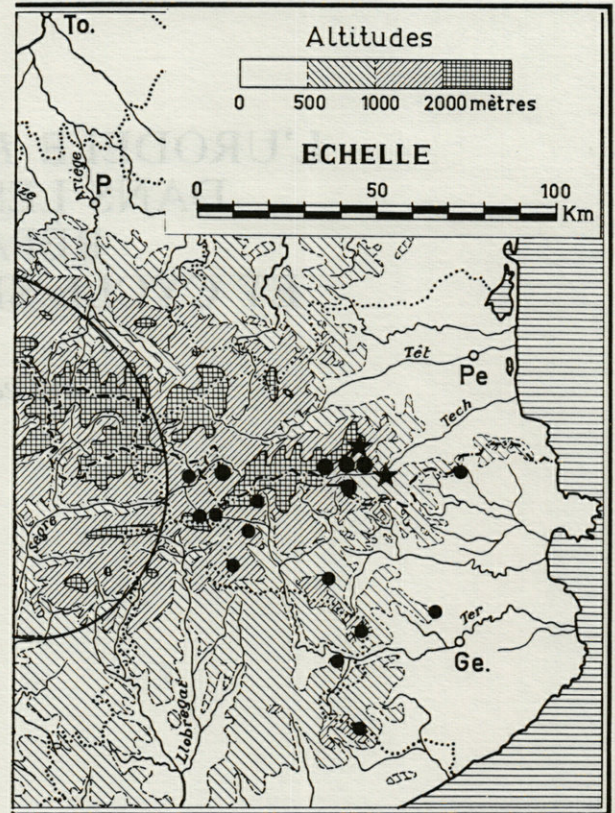 To.
Altitudes
0 500 1000 2000 mètres
ECHELLE
0 50 100
Km
Ariège
P.
Têt
Pe
Tech
Sègre
Ter
Ge.
Llobregat